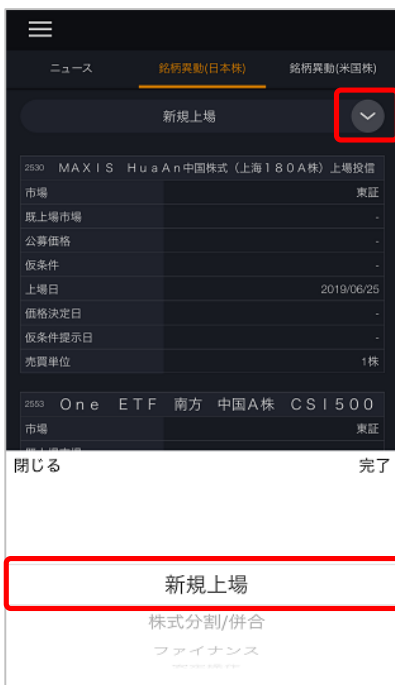 ニュース 銘柄異動(日本株) 銘柄異動(米国株)
新規上場
2530 ＭＡＸＩＳ ＨｕａＡｎ中国株式（上海１８０Ａ株）上場投信
市場 東証
既上場市場 -
公募価格 -
仮条件 -
上場日 2019/06/25
価格決定日 -
仮条件提示日 -
売買単位 1株
2553 Ｏｎｅ ＥＴＦ 南方 中国Ａ株 ＣＳＩ５００
市場 東証
閉じる 完了
新規上場
株式分割/併合
ファイナンス